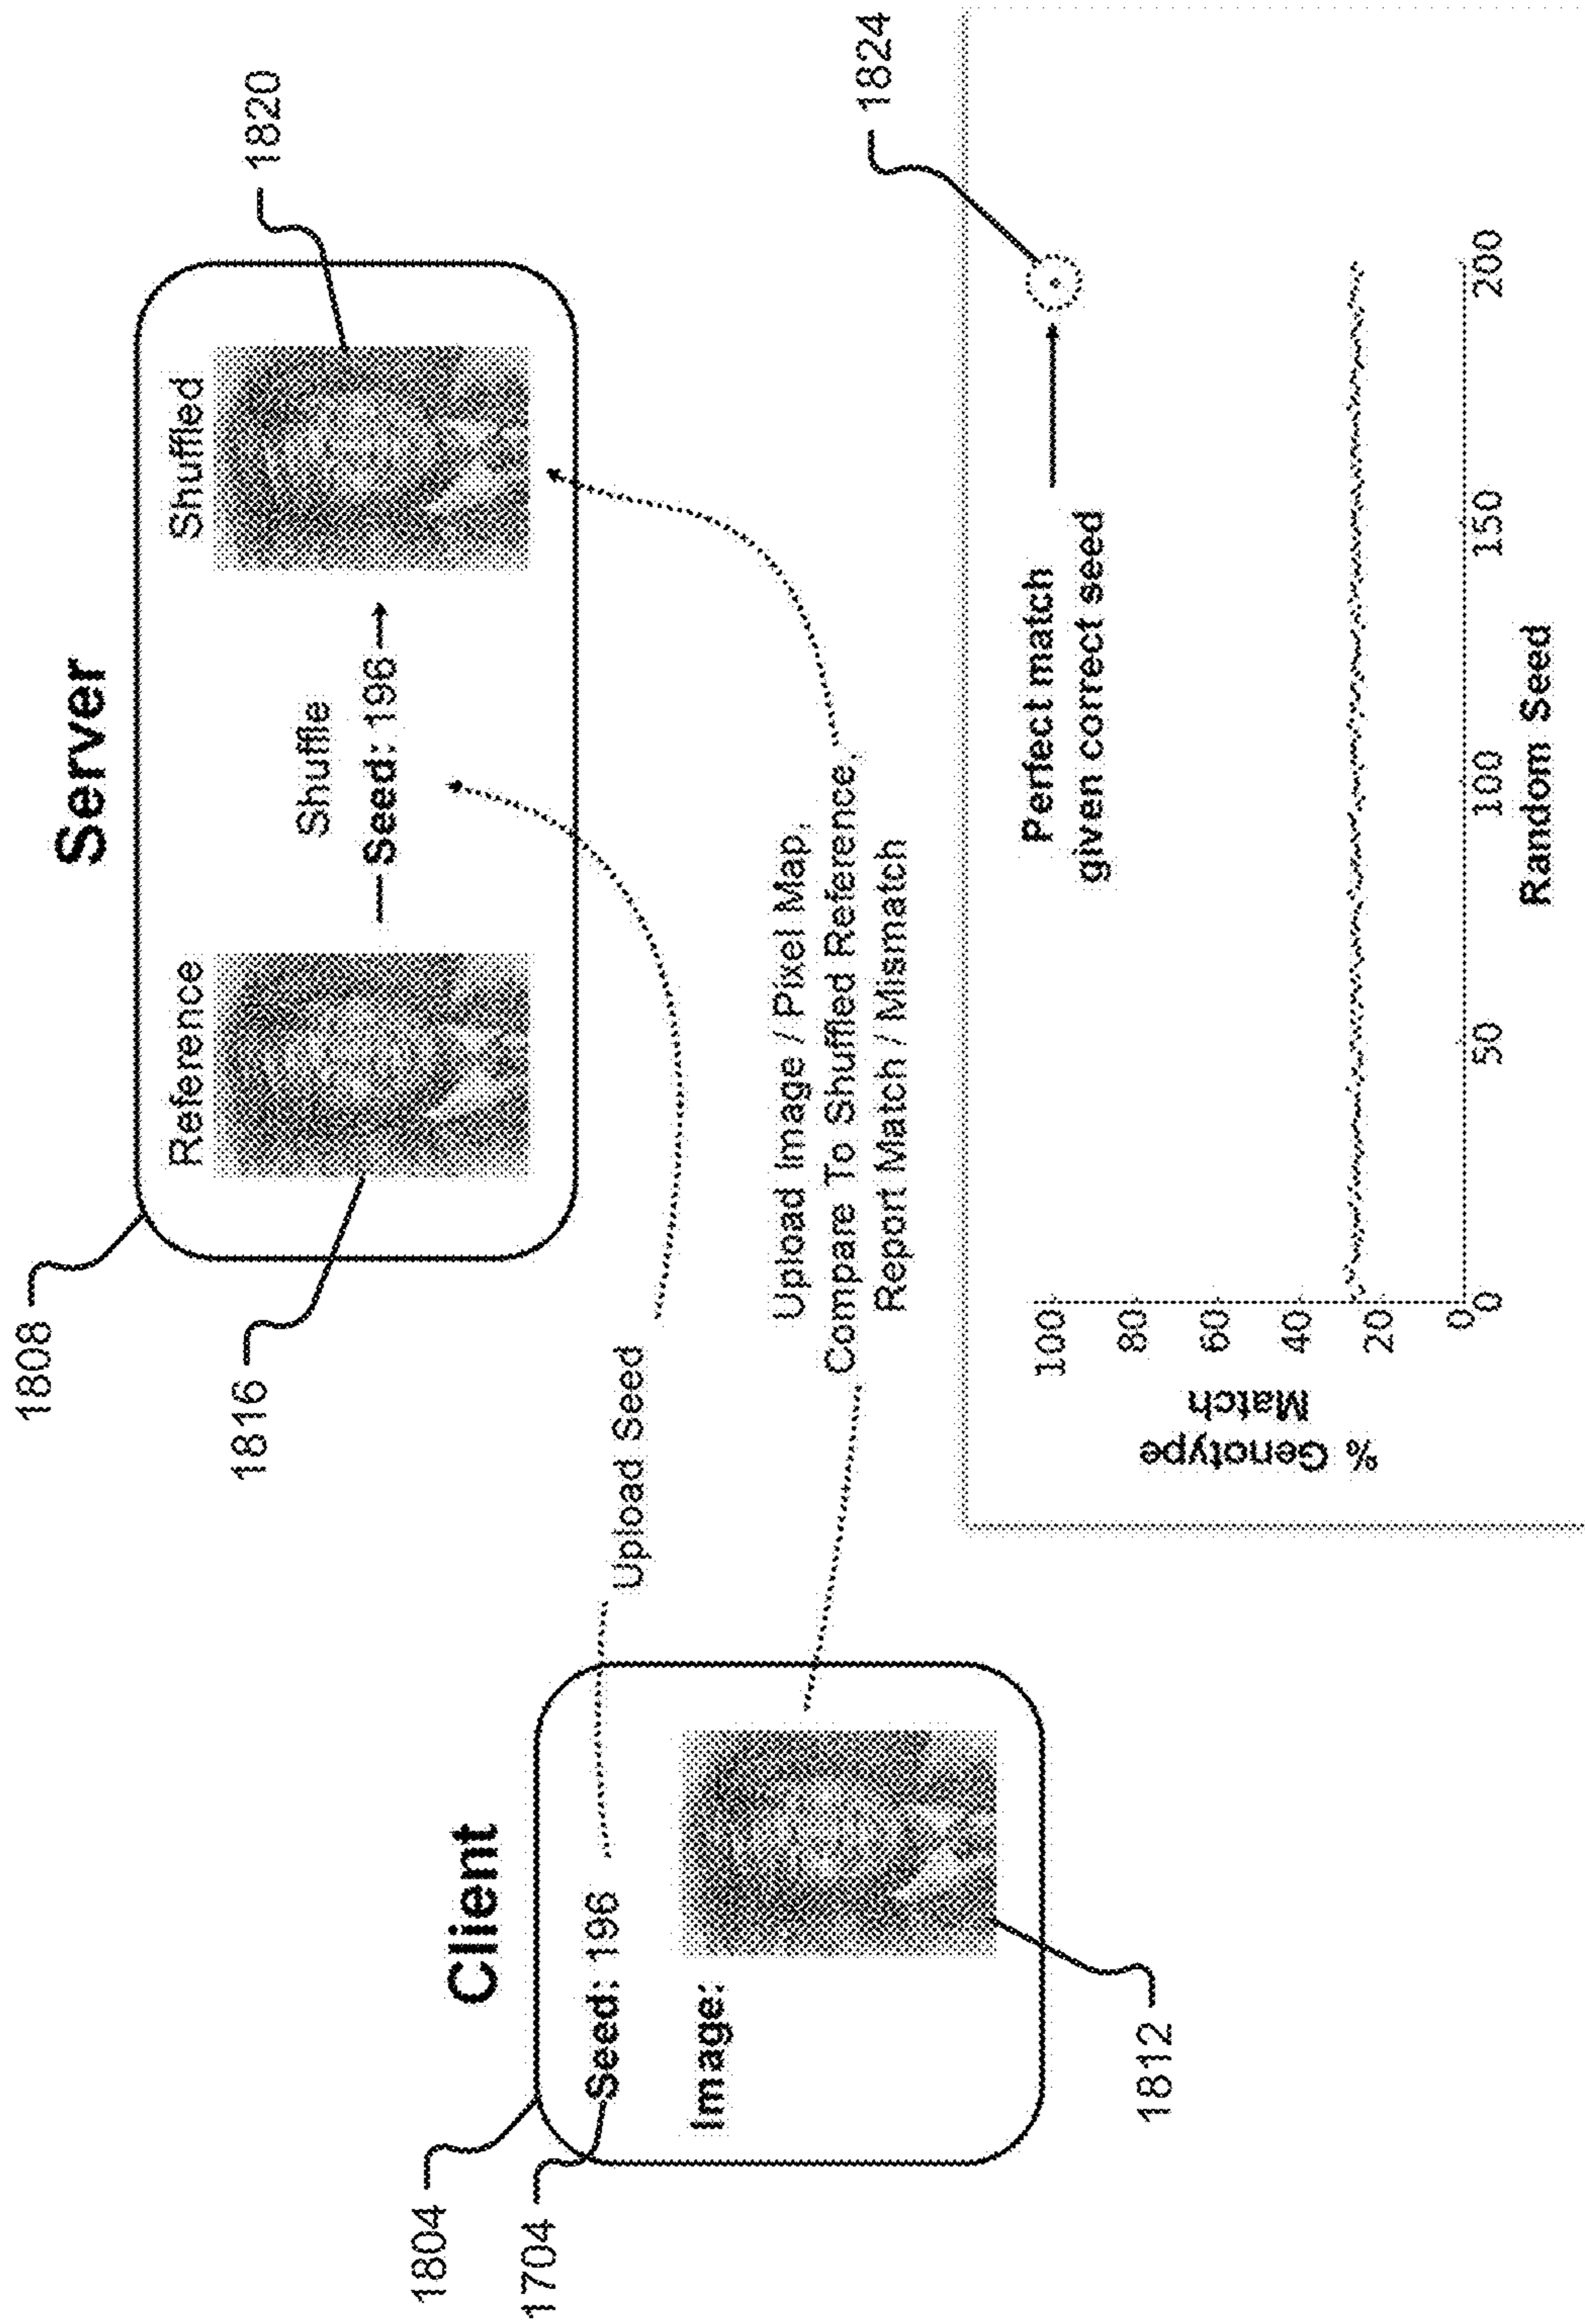 Server
1808
1820
1816
Reference
Shuffled
Shuffle
Seed: 196
Client
1804
1704
Seed: 196
Image:
1812
Upload Seed
Upload Image / Pixel Map,
Compare To Shuffled Reference,
Report Match / Mismatch
1824
Perfect match
given correct seed
% Genotype
Match
100
80
60
40
20
0
0
50
100
150
200
Random Seed